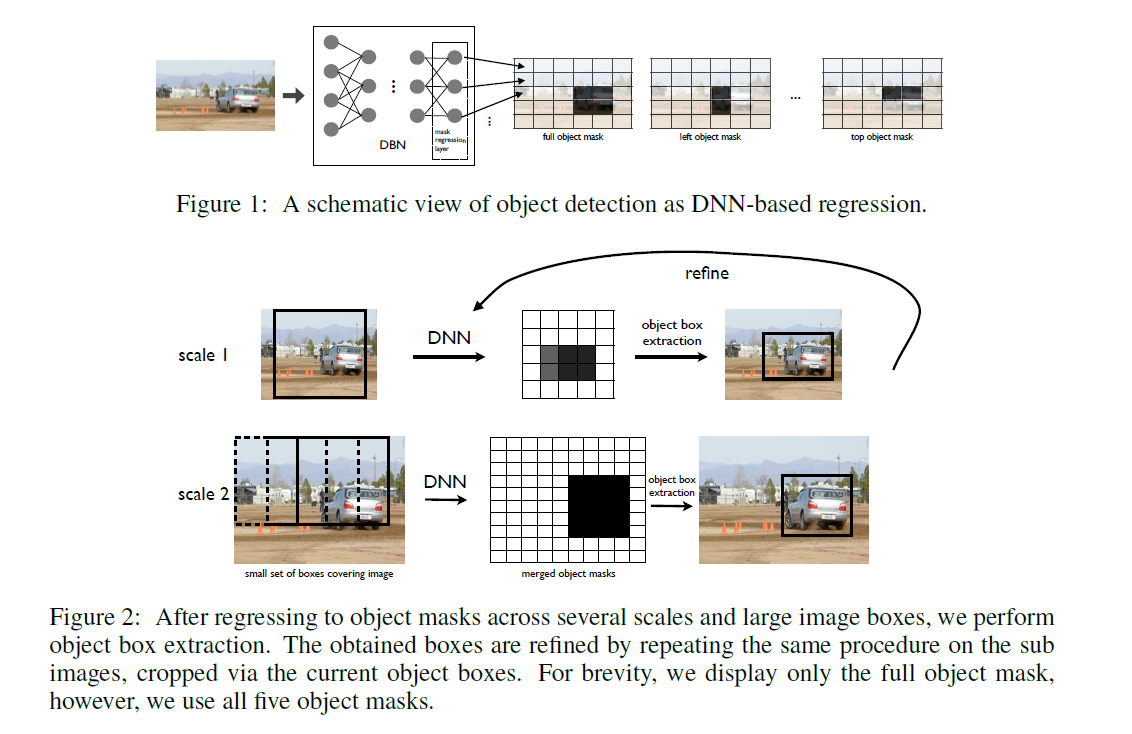 DBN
mask
regression
layer
full object mask
left object mask
...
top object mask
Figure 1: A schematic view of object detection as DNN-based regression.
refine
scale 1
DNN
object box
extraction
scale 2
DNN
object box
extraction
small set of boxes covering image
merged object masks
Figure 2: After regressing to object masks across several scales and large image boxes, we perform
object box extraction. The obtained boxes are refined by repeating the same procedure on the sub
images, cropped via the current object boxes. For brevity, we display only the full object mask,
however, we use all five object masks.